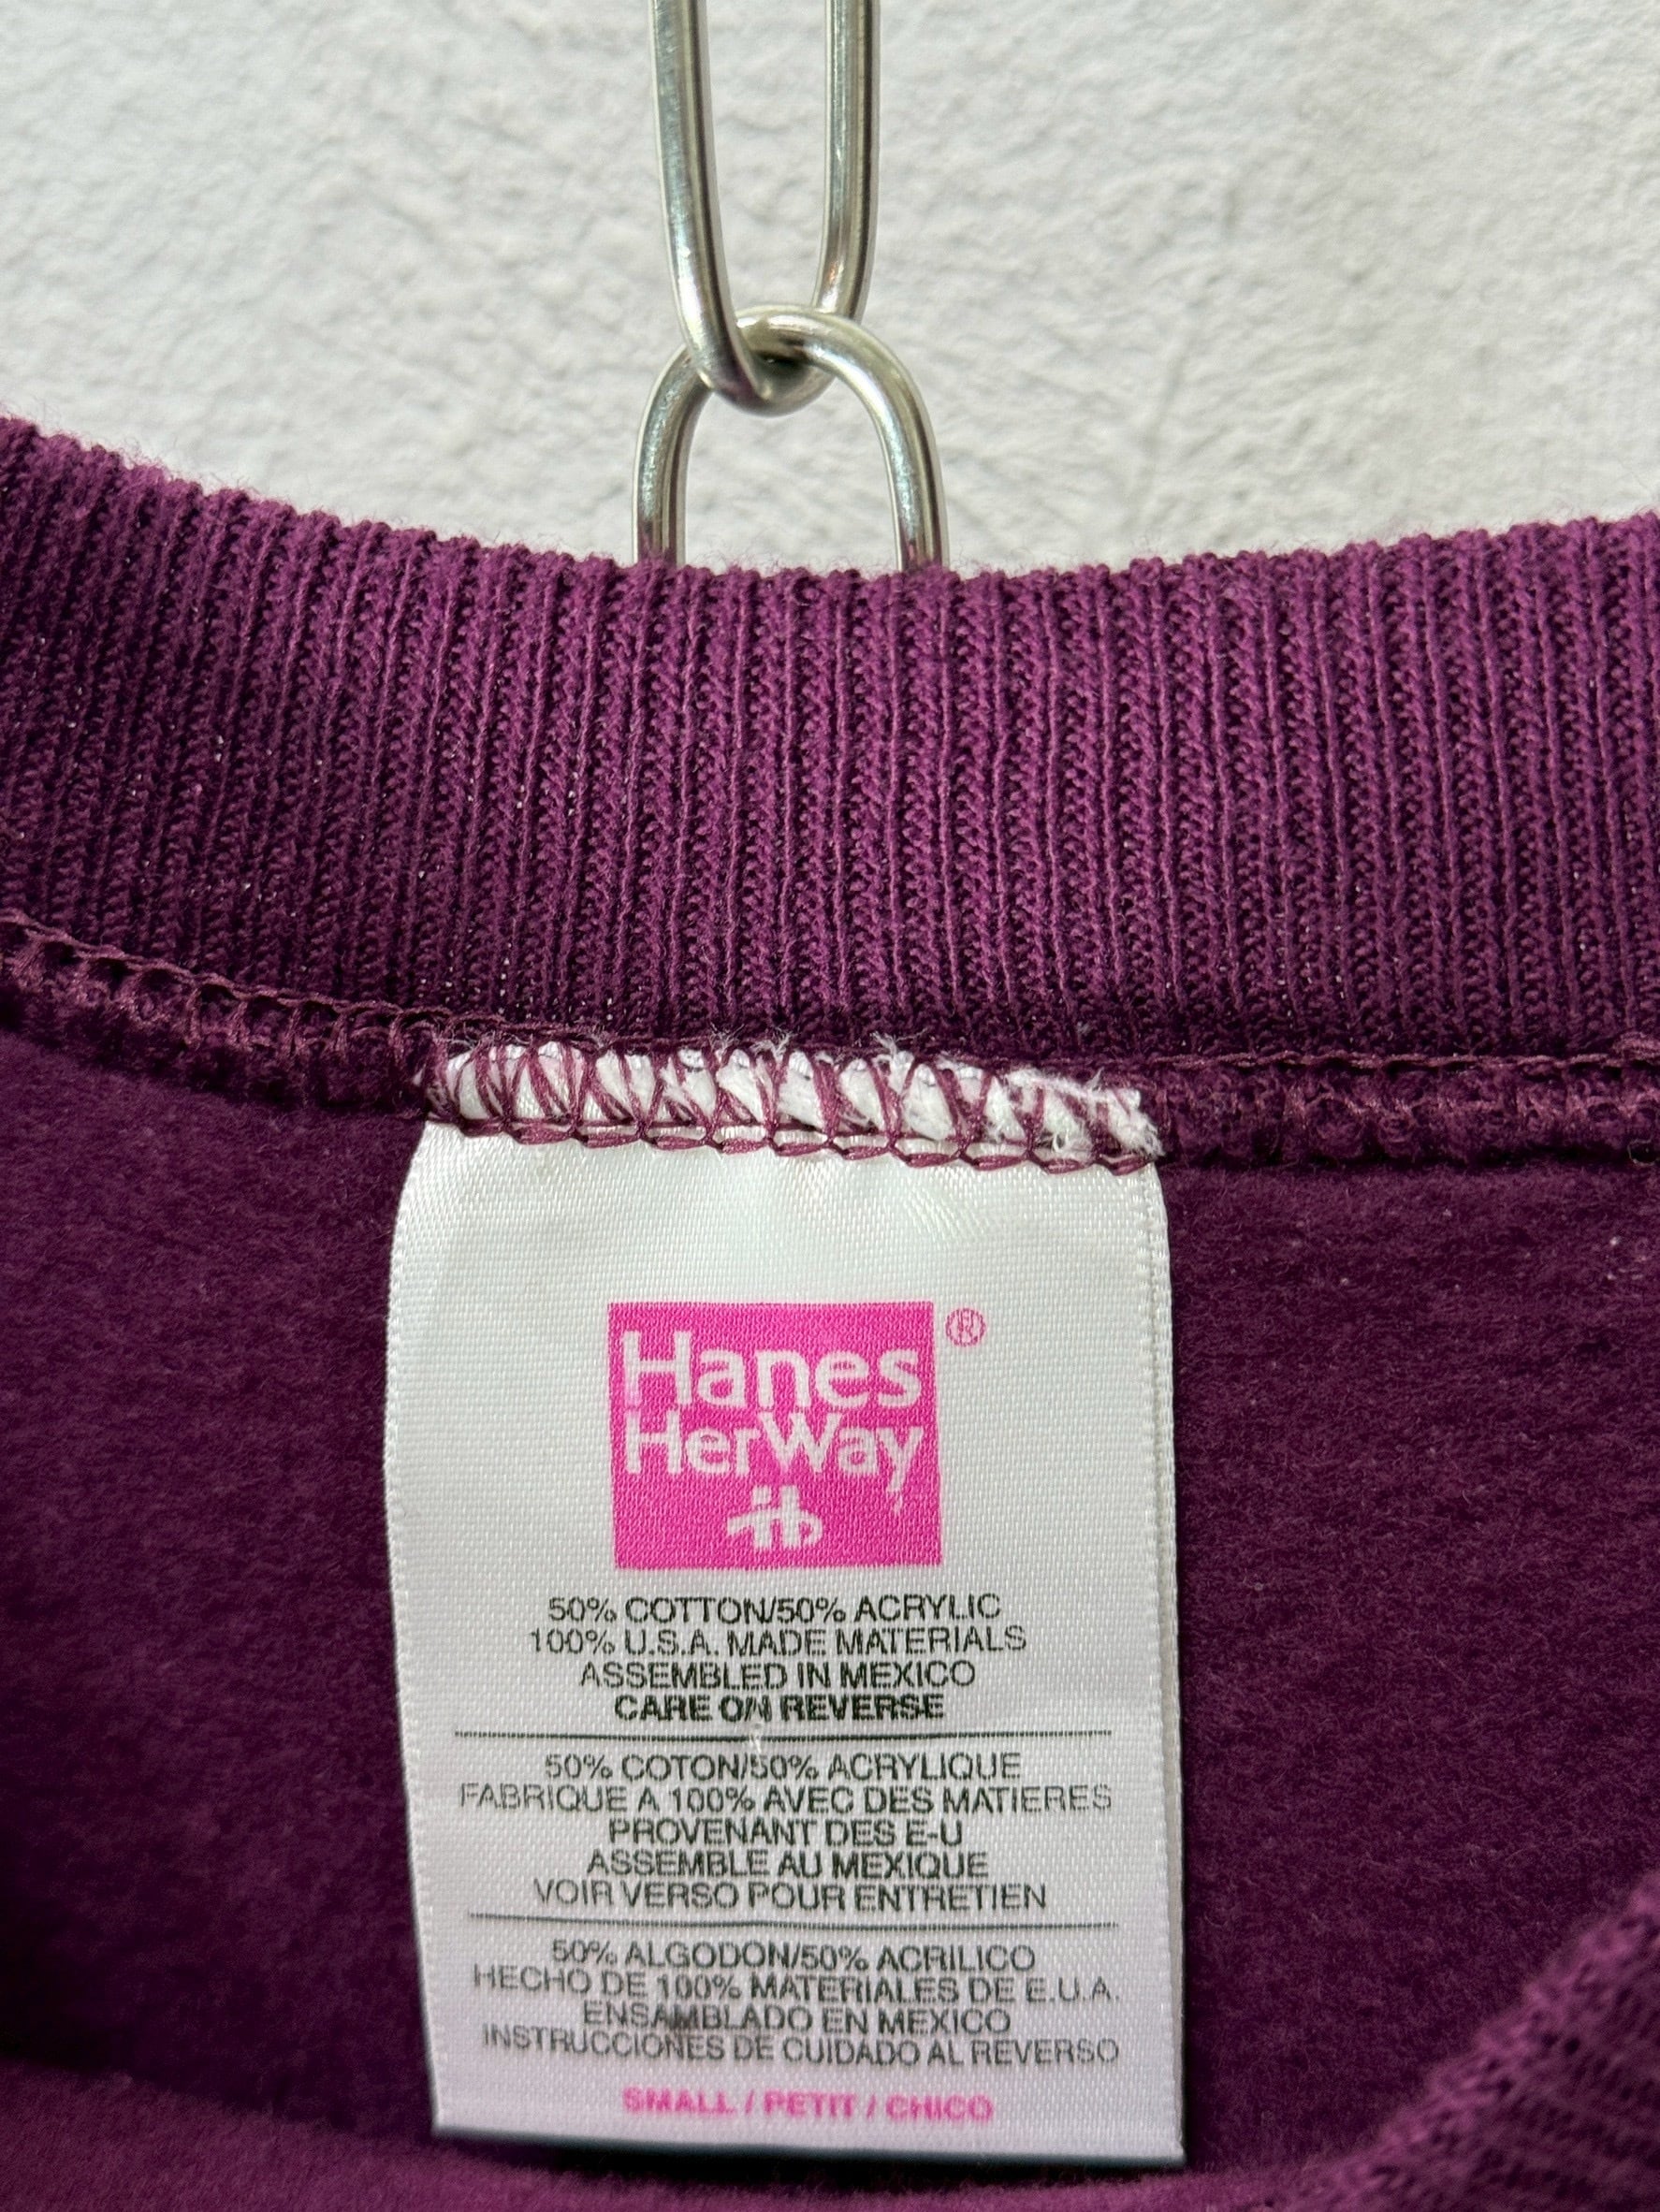 Hanes
HerWay
®
50% COTTON/50% ACRYLIC
100% U.S.A. MADE MATERIALS
ASSEMBLED IN MEXICO
CARE ON REVERSE
50% COTON/50% ACRYLIQUE
FABRIQUE A 100% AVEC DES MATIERES
PROVENANT DES E-U
ASSEMBLE AU MEXIQUE
VOIR VERSO POUR ENTRETIEN
50% ALGODON/50% ACRILICO
HECHO DE 100% MATERIALES DE E.U.A.
ENSAMBLADO EN MEXICO
INSTRUCCIONES DE CUIDADO AL REVERSO
SMALL / PETIT / CHICO